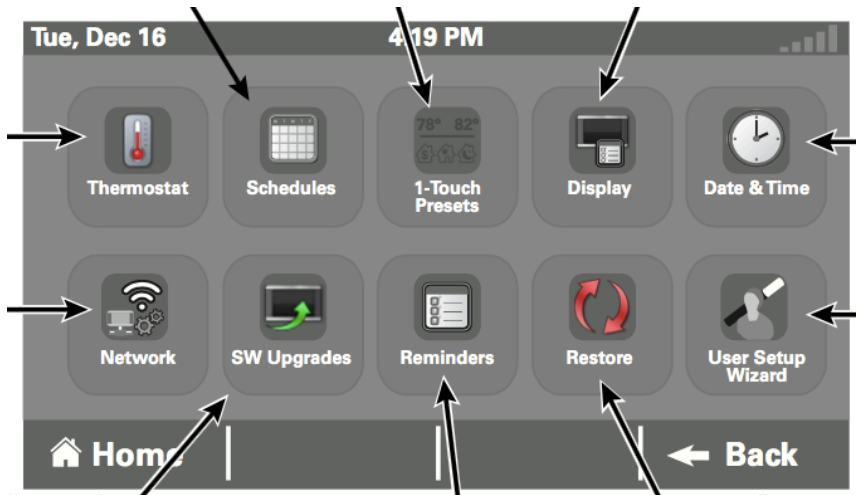 Tue, Dec 16 4:19 PM
Thermostat Schedules 1-Touch Presets Display Date & Time
78° 82°
Network SW Upgrades Reminders Restore User Setup Wizard
Home Back